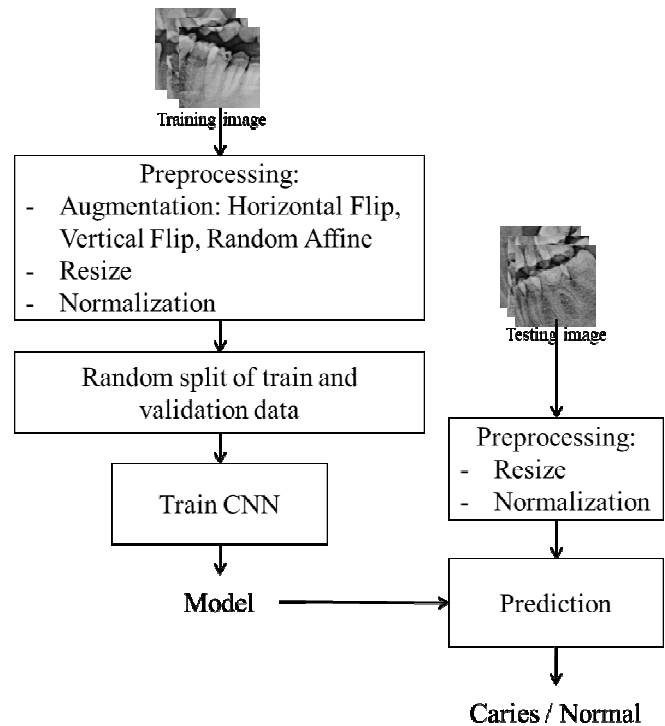 Training image
Preprocessing:
- Augmentation: Horizontal Flip,
Vertical Flip, Random Affine
- Resize
- Normalization
Random split of train and
validation data
Train CNN
Model
Testing image
Preprocessing:
- Resize
- Normalization
Prediction
Caries / Normal